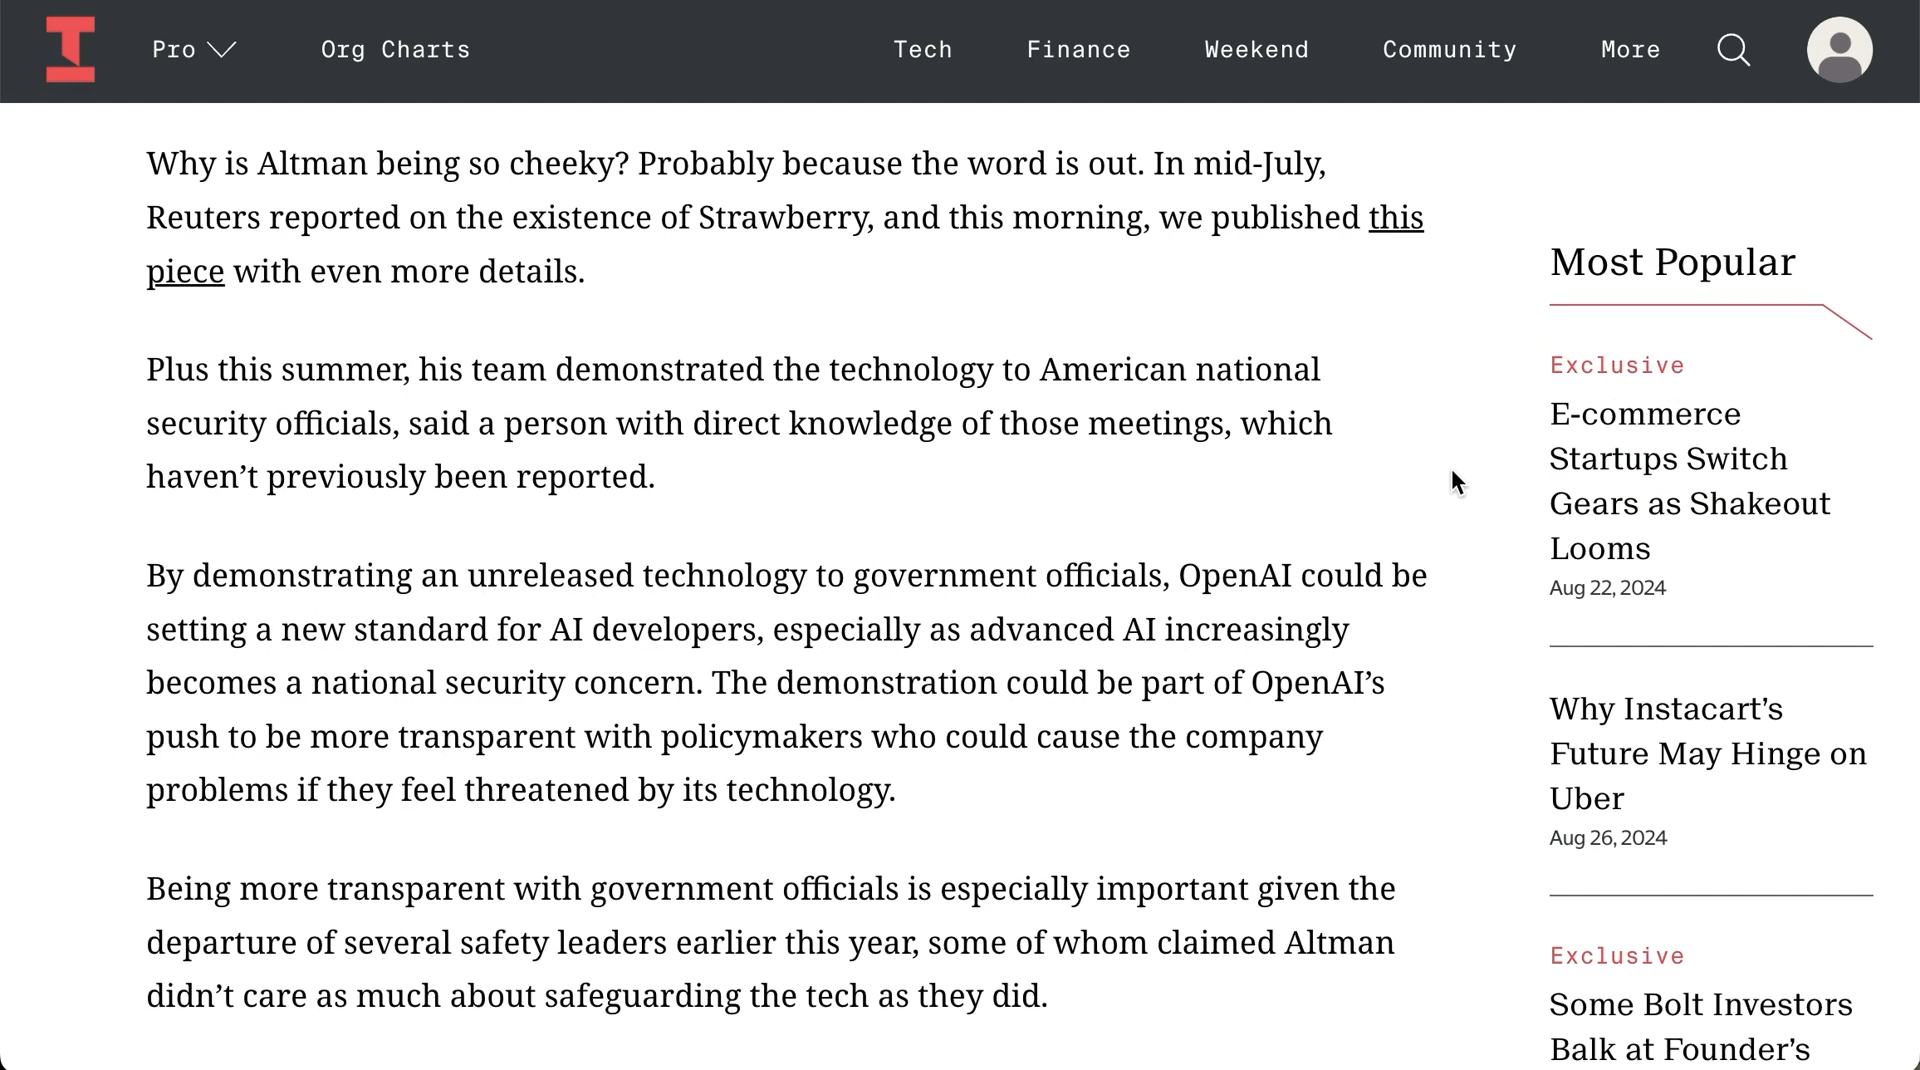 Pro
Org Charts
Tech
Finance
Weekend
Community
More
Why is Altman being so cheeky? Probably because the word is out. In mid-July,
Reuters reported on the existence of Strawberry, and this morning, we published this
piece with even more details.
Plus this summer, his team demonstrated the technology to American national
security officials, said a person with direct knowledge of those meetings, which
haven’t previously been reported.
By demonstrating an unreleased technology to government officials, OpenAI could be
setting a new standard for AI developers, especially as advanced AI increasingly
becomes a national security concern. The demonstration could be part of OpenAI’s
push to be more transparent with policymakers who could cause the company
problems if they feel threatened by its technology.
Being more transparent with government officials is especially important given the
departure of several safety leaders earlier this year, some of whom claimed Altman
didn’t care as much about safeguarding the tech as they did.
Most Popular
Exclusive
E-commerce
Startups Switch
Gears as Shakeout
Looms
Aug 22, 2024
Why Instacart’s
Future May Hinge on
Uber
Aug 26, 2024
Exclusive
Some Bolt Investors
Balk at Founder’s